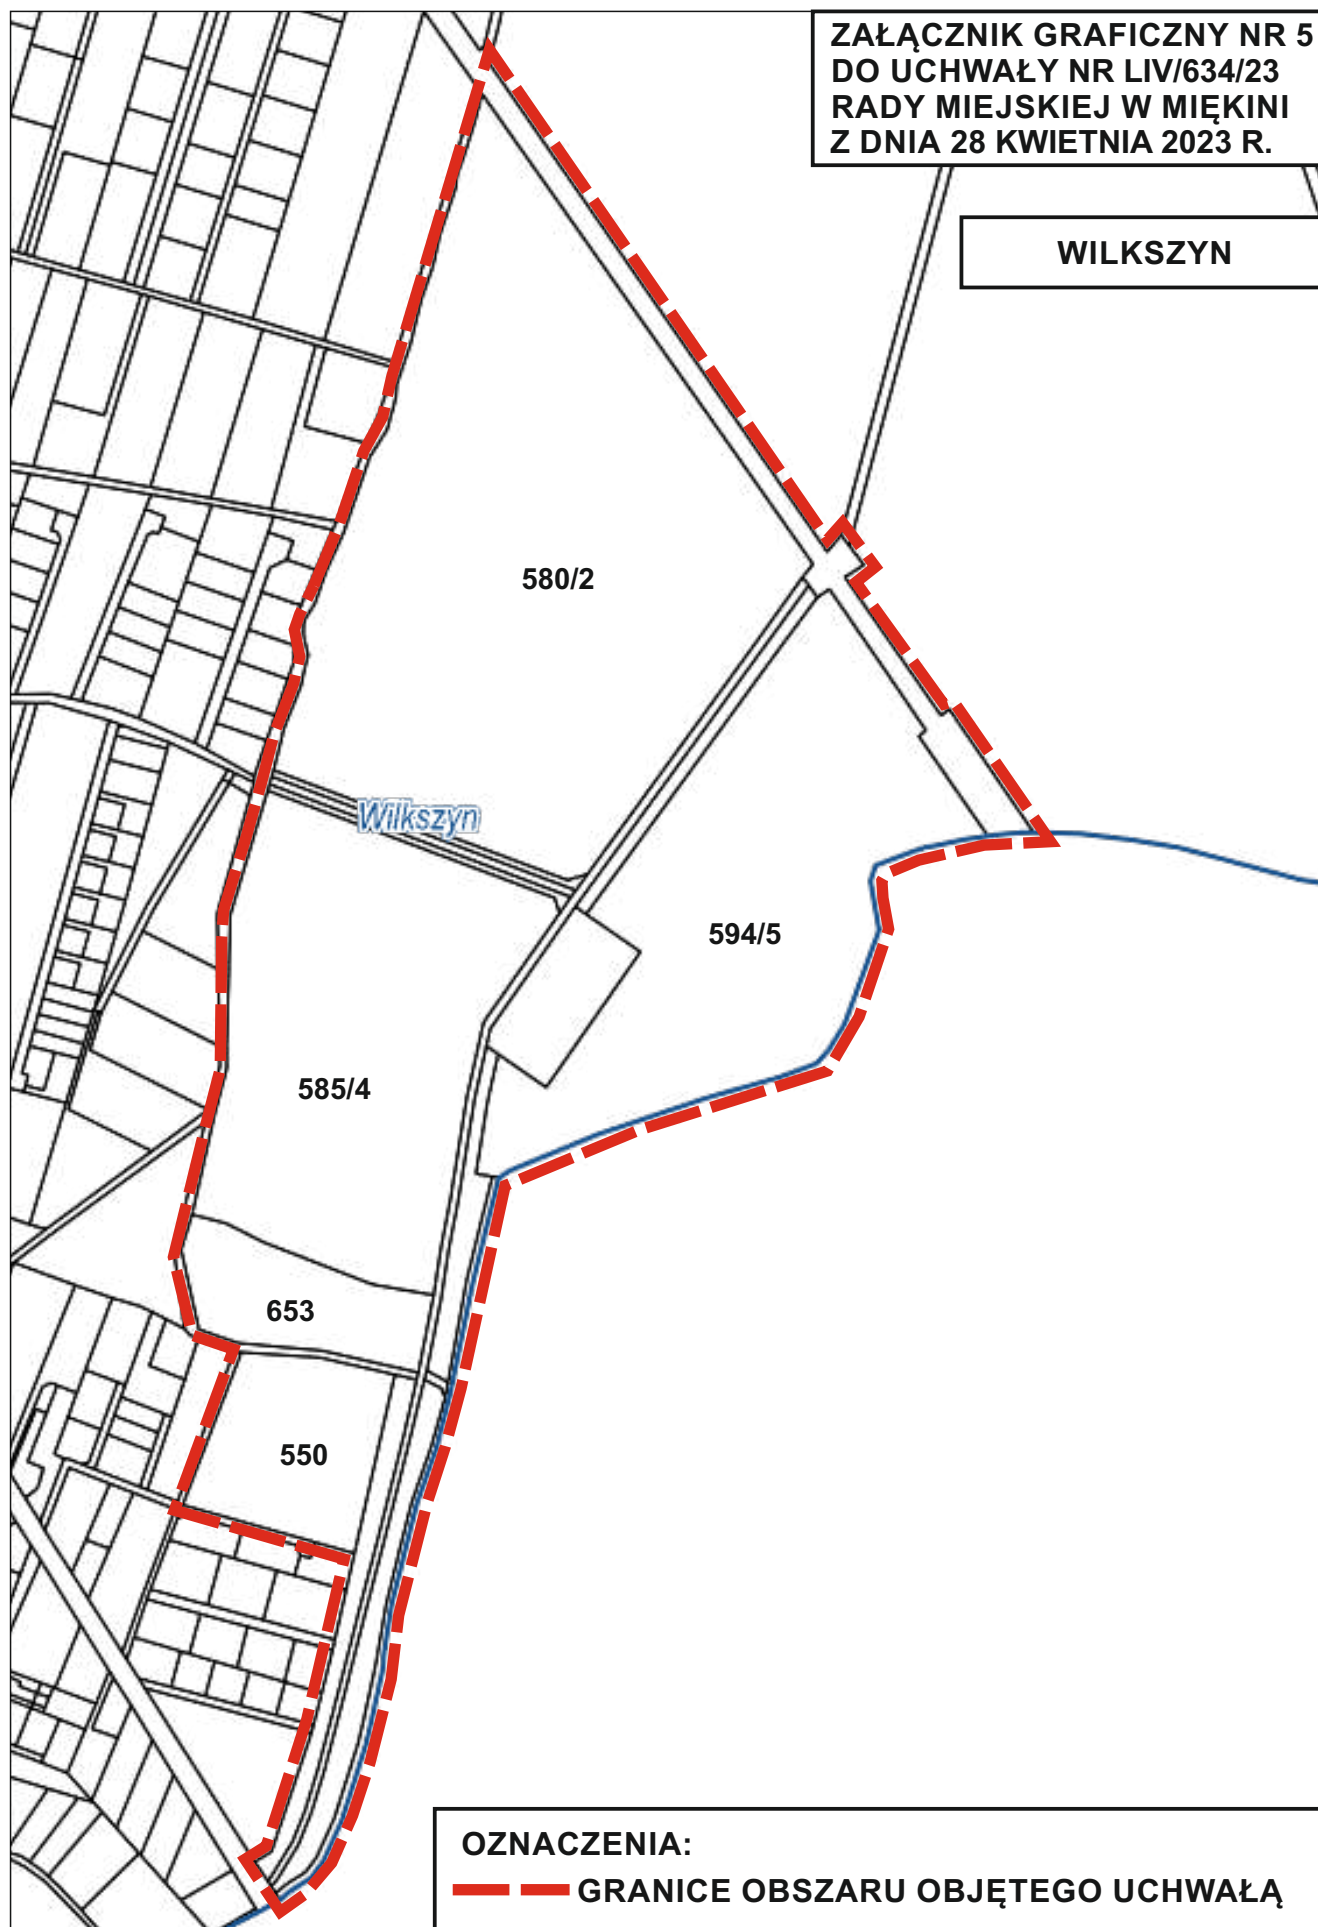 ZAŁĄCZNIK GRAFICZNY NR 5
DO UCHWAŁY NR LIV/634/23
RADY MIEJSKIEJ W MIĘKINI
Z DNIA 28 KWIETNIA 2023 R.
WILKSZYN
580/2
Wilkszyn
594/5
585/4
653
550
OZNACZENIA:
GRANICE OBSZARU OBJĘTEGO UCHWAŁĄ